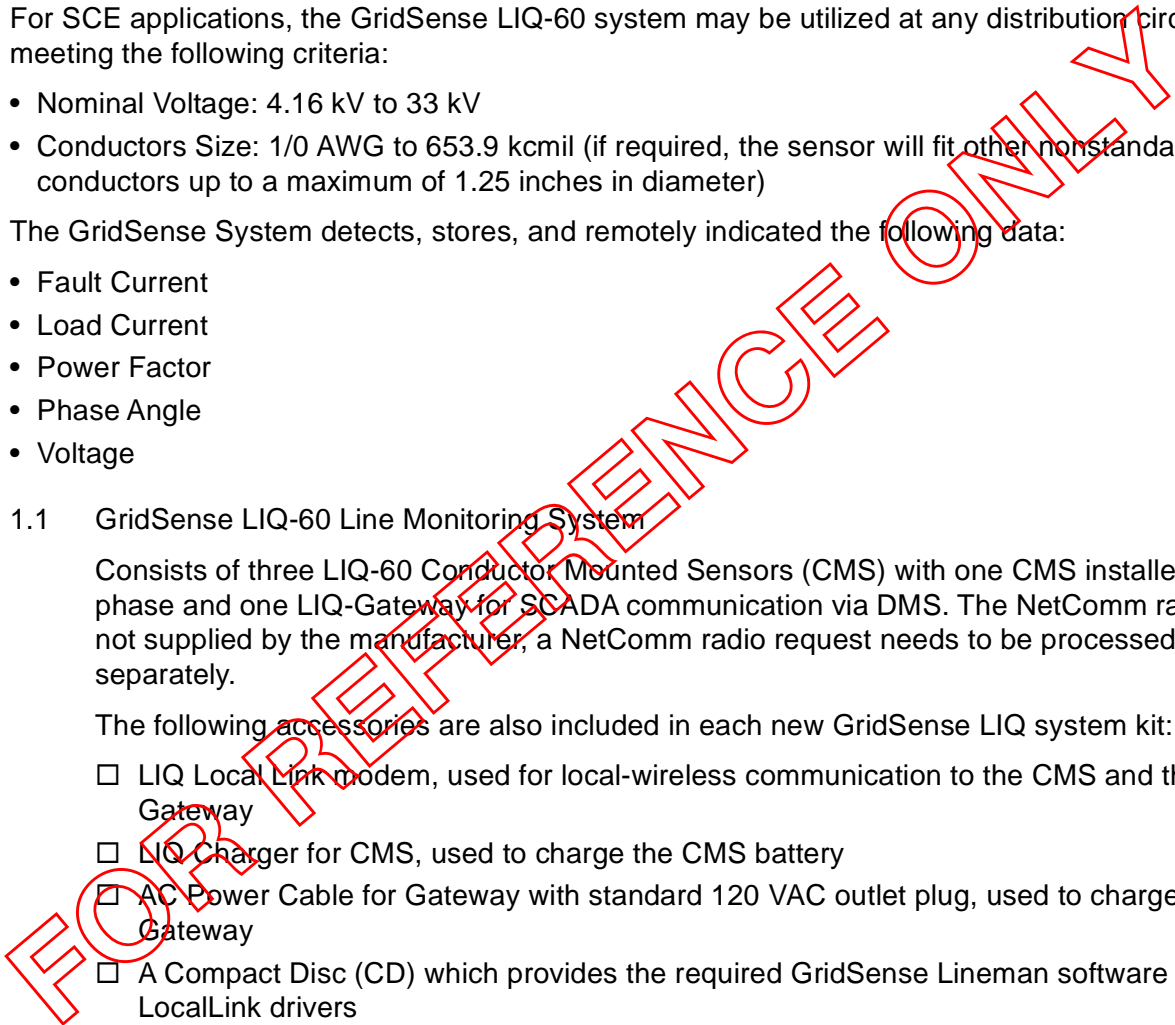 For SCE applications, the GridSense LIQ-60 system may be utilized at any distribution circ
meeting the following criteria:
• Nominal Voltage: 4.16 kV to 33 kV
• Conductors Size: 1/0 AWG to 653.9 kcmil (if required, the sensor will fit other nonstanda
conductors up to a maximum of 1.25 inches in diameter)
The GridSense System detects, stores, and remotely indicated the following data:
• Fault Current
• Load Current
• Power Factor
• Phase Angle
• Voltage
1.1 GridSense LIQ-60 Line Monitoring System
Consists of three LIQ-60 Conductor Mounted Sensors (CMS) with one CMS installe
phase and one LIQ-Gateway for SCADA communication via DMS. The NetComm ra
not supplied by the manufacturer, a NetComm radio request needs to be processed
separately.
The following accessories are also included in each new GridSense LIQ system kit:
□ LIQ Local Link modem, used for local-wireless communication to the CMS and th
Gateway
□ LIQ Charger for CMS, used to charge the CMS battery
□ AC Power Cable for Gateway with standard 120 VAC outlet plug, used to charge
Gateway
□ A Compact Disc (CD) which provides the required GridSense Lineman software
LocalLink drivers
FOR REFERENCE ONLY